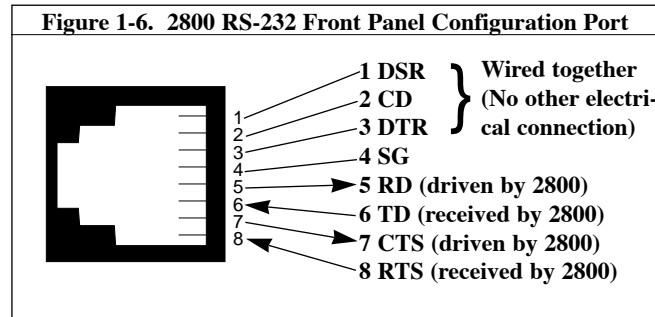 Figure 1-6. 2800 RS-232 Front Panel Configuration Port
1
2
3
4
5
6
7
8
1 DSR
2 CD
3 DTR
4 SG
5 RD (driven by 2800)
6 TD (received by 2800)
7 CTS (driven by 2800)
8 RTS (received by 2800)
} Wired together
(No other electri-
cal connection)